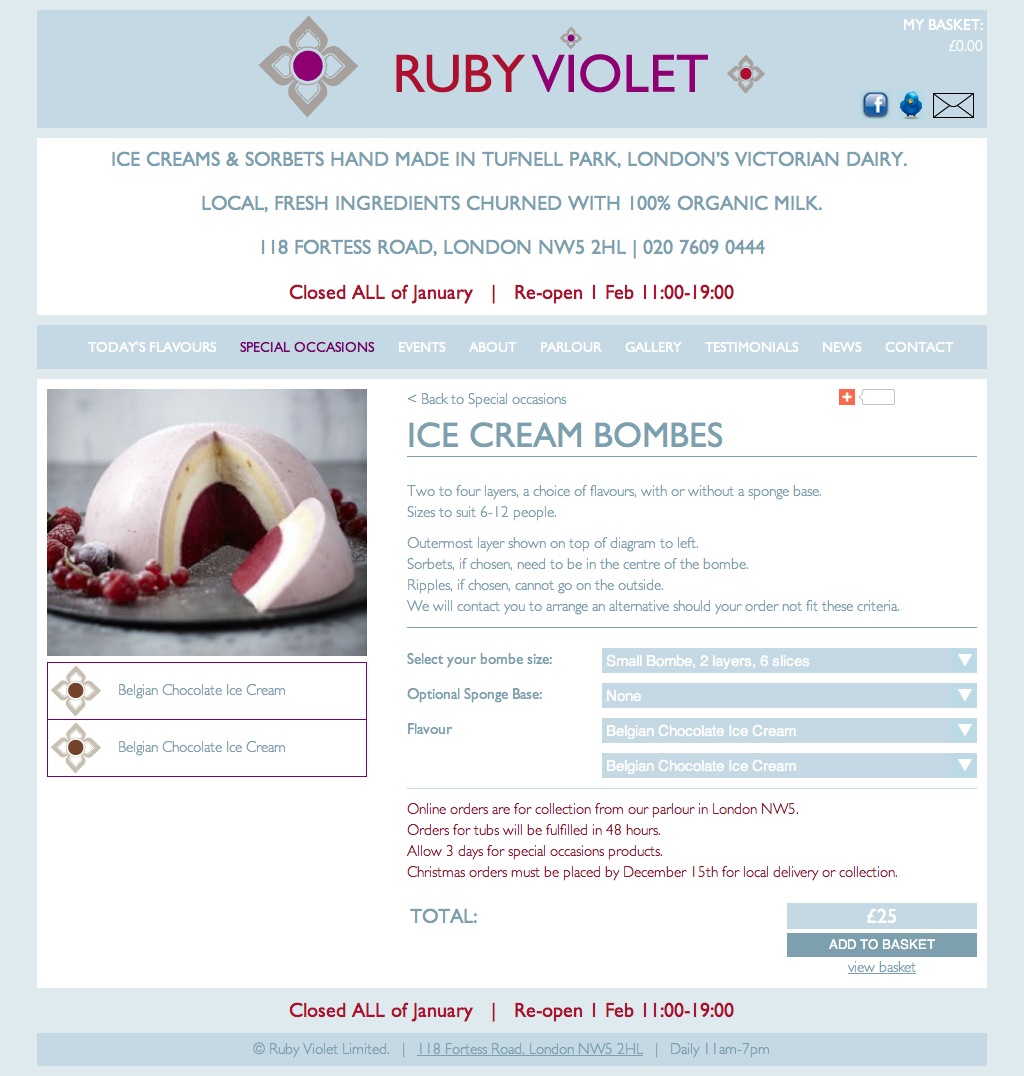 MY BASKET:
£0.00
RUBY VIOLET
ICE CREAMS & SORBETS HAND MADE IN TUFNELL PARK, LONDON'S VICTORIAN DAIRY.
LOCAL, FRESH INGREDIENTS CHURNED WITH 100% ORGANIC MILK.
118 FORTESS ROAD, LONDON NW5 2HL | 020 7609 0444
Closed ALL of January | Re-open 1 Feb 11:00-19:00
TODAY'S FLAVOURS SPECIAL OCCASIONS EVENTS ABOUT PARLOUR GALLERY TESTIMONIALS NEWS CONTACT
< Back to Special occasions
ICE CREAM BOMBES
Two to four layers, a choice of flavours, with or without a sponge base.
Sizes to suit 6-12 people.
Outermost layer shown on top of diagram to left.
Sorbets, if chosen, need to be in the centre of the bombe.
Ripples, if chosen, cannot go on the outside.
We will contact you to arrange an alternative should your order not fit these criteria.
Belgian Chocolate Ice Cream
Belgian Chocolate Ice Cream
Select your bombe size: Small Bombe, 2 layers, 6 slices
Optional Sponge Base: None
Flavour Belgian Chocolate Ice Cream
Belgian Chocolate Ice Cream
Online orders are for collection from our parlour in London NW5.
Orders for tubs will be fulfilled in 48 hours.
Allow 3 days for special occasions products.
Christmas orders must be placed by December 15th for local delivery or collection.
TOTAL: £25
ADD TO BASKET
view basket
Closed ALL of January | Re-open 1 Feb 11:00-19:00
© Ruby Violet Limited. | 118 Fortess Road, London NW5 2HL | Daily 11am-7pm